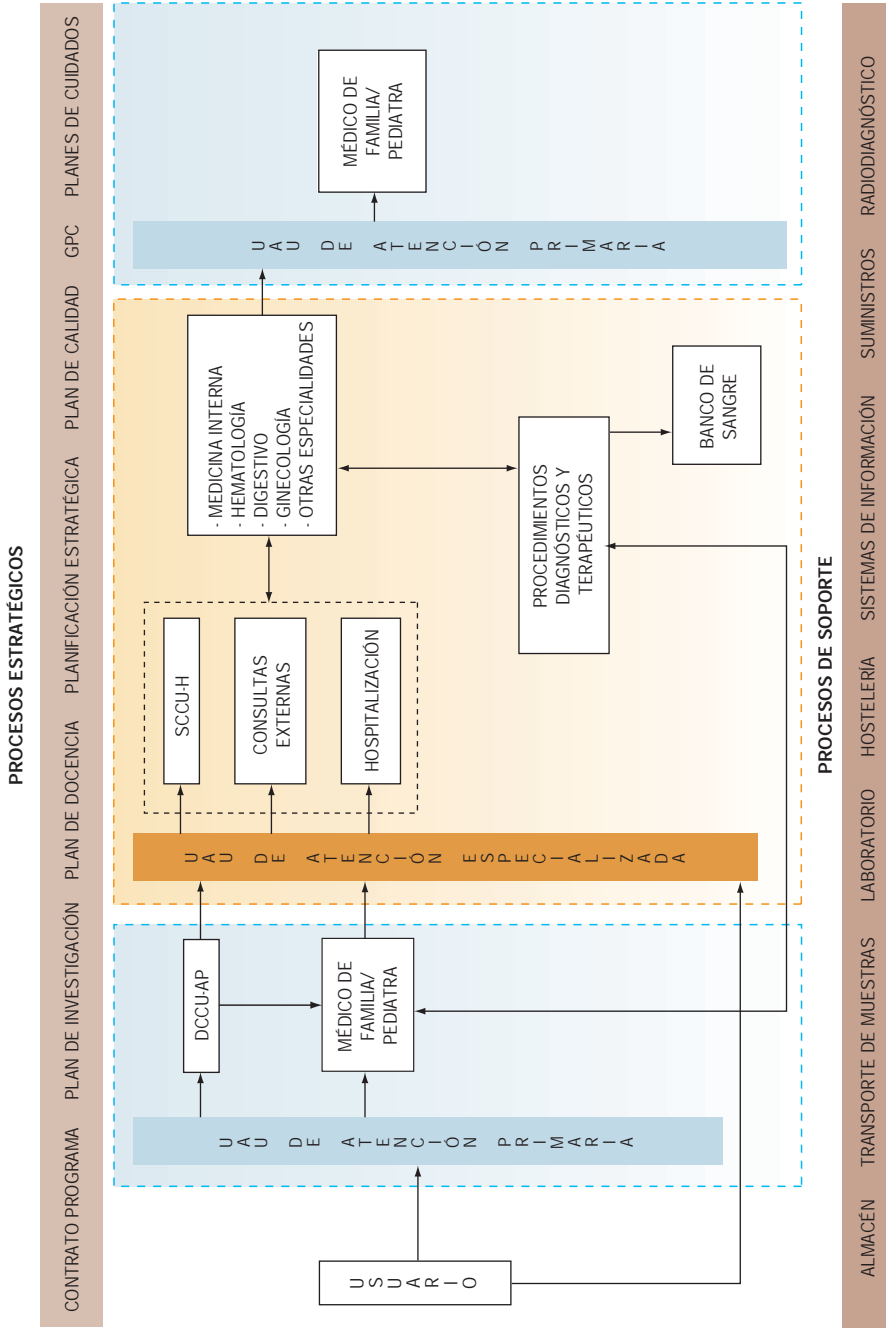 PROCESOS ESTRATÉGICOS
CONTRATO PROGRAMA PLAN DE INVESTIGACIÓN PLAN DE DOCENCIA PLANIFICACIÓN ESTRATÉGICA PLAN DE CALIDAD GPC PLANES DE CUIDADOS
USUARIO
UAU DE ATENCIÓN PRIMARIA
DCCU-AP
MÉDICO DE
FAMILIA/
PEDIATRA
UAU DE ATENCIÓN ESPECIALIZADA
SCCU-H
CONSULTAS
EXTERNAS
HOSPITALIZACIÓN
- MEDICINA INTERNA
- HEMATOLOGÍA
- DIGESTIVO
- GINECOLOGÍA
- OTRAS ESPECIALIDADES
PROCEDIMIENTOS
DIAGNÓSTICOS Y
TERAPÉUTICOS
BANCO DE
SANGRE
UAU DE ATENCIÓN PRIMARIA
MÉDICO DE
FAMILIA/
PEDIATRA
PROCESOS DE SOPORTE
ALMACÉN TRANSPORTE DE MUESTRAS LABORATORIO HOSTELERÍA SISTEMAS DE INFORMACIÓN SUMINISTROS RADIODIAGNÓSTICO